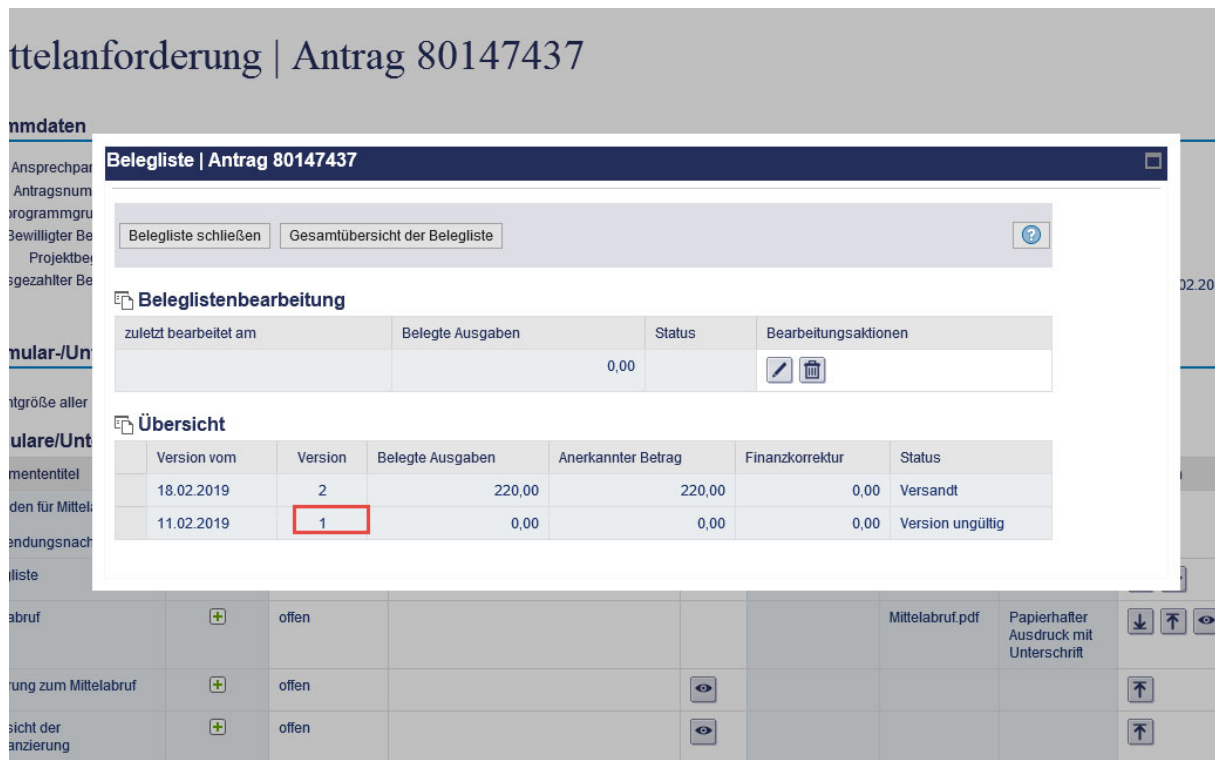 ttelanforderung | Antrag 80147437
mmdaten
Ansprechpar
Antragsnum
programmgru
Bewilligter Be
Projektbeg
sgezahlter Be
02.20
Belegliste | Antrag 80147437
Belegliste schließen Gesamtübersicht der Belegliste
Beleglistenbearbeitung
zuletzt bearbeitet am Belegte Ausgaben Status Bearbeitungsaktionen
0,00
Übersicht
Version vom Version Belegte Ausgaben Anerkannter Betrag Finanzkorrektur Status
18.02.2019 2 220,00 220,00 0,00 Versandt
11.02.2019 1 0,00 0,00 0,00 Version ungültig
mular-/Un
ntgröße aller
ulare/Unt
mententitel
den für Mittel
endungsnach
gliste
abruf offen Mittelabruf.pdf Papierhafter
Ausdruck mit
Unterschrift
rung zum Mittelabruf offen
sicht der offen
anzierung